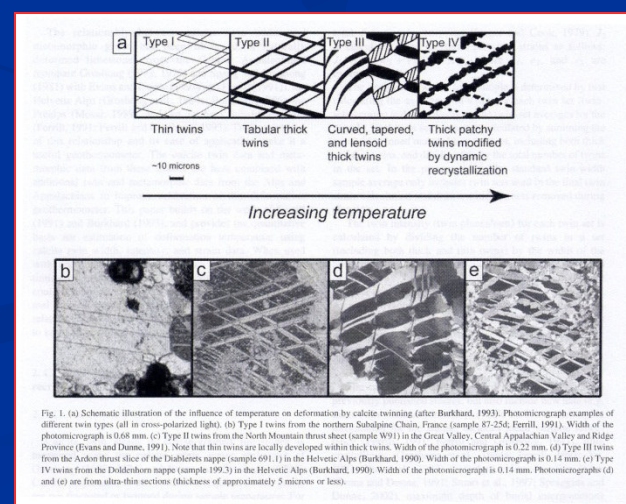 a
Type I Type II Type III Type IV
Thin twins
Tabular thick
twins
Curved, tapered,
and lensoid
thick twins
Thick patchy
twins modified
by dynamic
recrystallization
~10 microns
Increasing temperature
b c d e
Fig. 1. (a) Schematic illustration of the influence of temperature on deformation by calcite twinning (after Burkhard, 1993). Photomicrograph examples of
different twin types (all in cross-polarized light). (b) Type I twins from the northern Subalpine Chain, France (sample 87-25d; Ferrill, 1991). Width of the
photomicrograph is 0.68 mm. (c) Type II twins from the North Mountain thrust sheet (sample W91) in the Great Valley, Central Appalachian Valley and Ridge
Province (Evans and Dunne, 1991). Note that thin twins are locally developed within thick twins. Width of the photomicrograph is 0.22 mm. (d) Type III twins
from the Ardon thrust slice of the Diablerets nappe (sample 691.1) in the Helvetic Alps (Burkhard, 1990). Width of the photomicrograph is 0.14 mm. (e) Type
IV twins from the Doldenhorn nappe (sample 199.3) in the Helvetic Alps (Burkhard, 1990). Width of the photomicrograph is 0.14 mm. Photomicrographs (d)
and (e) are from ultra-thin sections (thickness of approximately 5 microns or less).